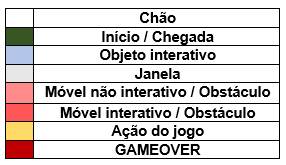 Chão
Início / Chegada
Objeto interativo
Janela
Móvel não interativo / Obstáculo
Móvel interativo / Obstáculo
Ação do jogo
GAMEOVER